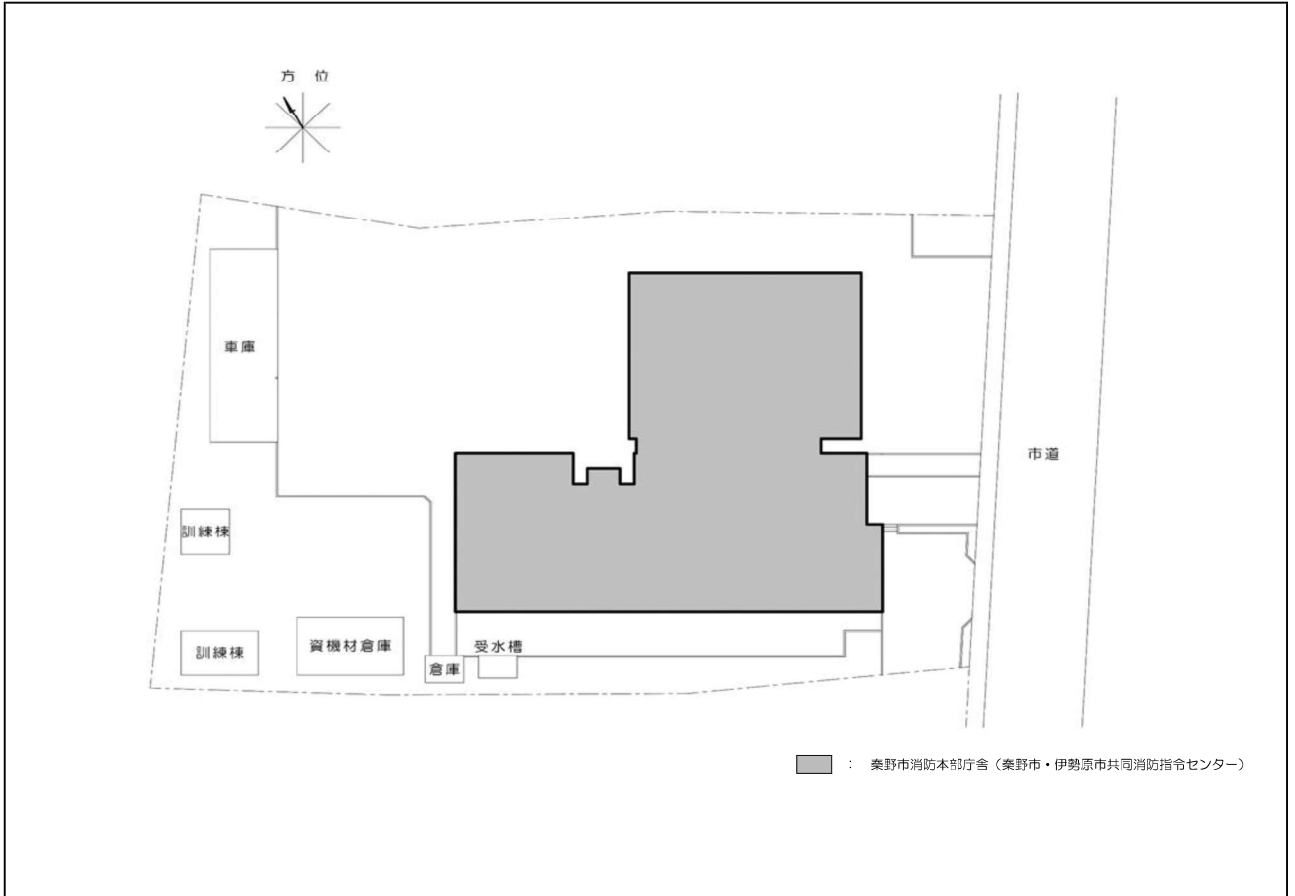 方 位
車庫
市道
訓練棟
訓練棟
資機材倉庫
倉庫
受水槽
： 秦野市消防本部庁舎（秦野市・伊勢原市共同消防指令センター）